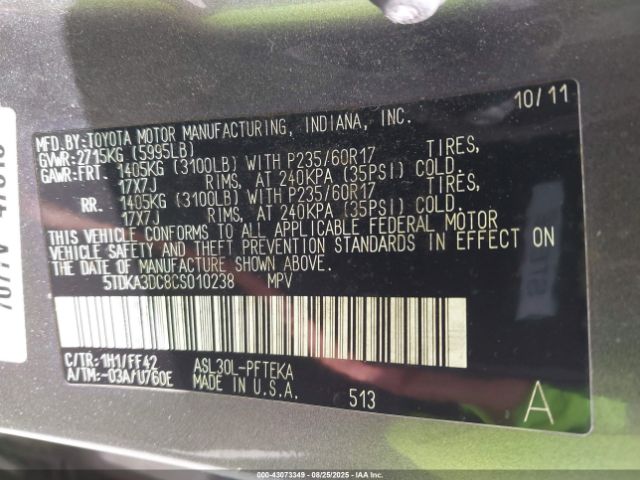 10/11
MFD.BY:TOYOTA MOTOR MANUFACTURING, INDIANA, INC.
GVWR:2715KG (5995LB)
GAWR:FRT. 1405KG (3100LB) WITH P235/60R17 TIRES,
17X7J RIMS, AT 240KPA (35PSI) COLD.
RR. 1405KG (3100LB) WITH P235/60R17 TIRES,
17X7J RIMS, AT 240KPA (35PSI) COLD.
THIS VEHICLE CONFORMS TO ALL APPLICABLE FEDERAL MOTOR
VEHICLE SAFETY AND THEFT PREVENTION STANDARDS IN EFFECT ON
THE DATE OF MANUFACTURE SHOWN ABOVE.
5TDKA3DC8CS010238 MPV
C/TR:1H1/FF42 ASL30L-PFTEKA
A/TM:-03A/U760E MADE IN U.S.A.
513 A
000-43073349 - 08/25/2025 - IAA Inc.